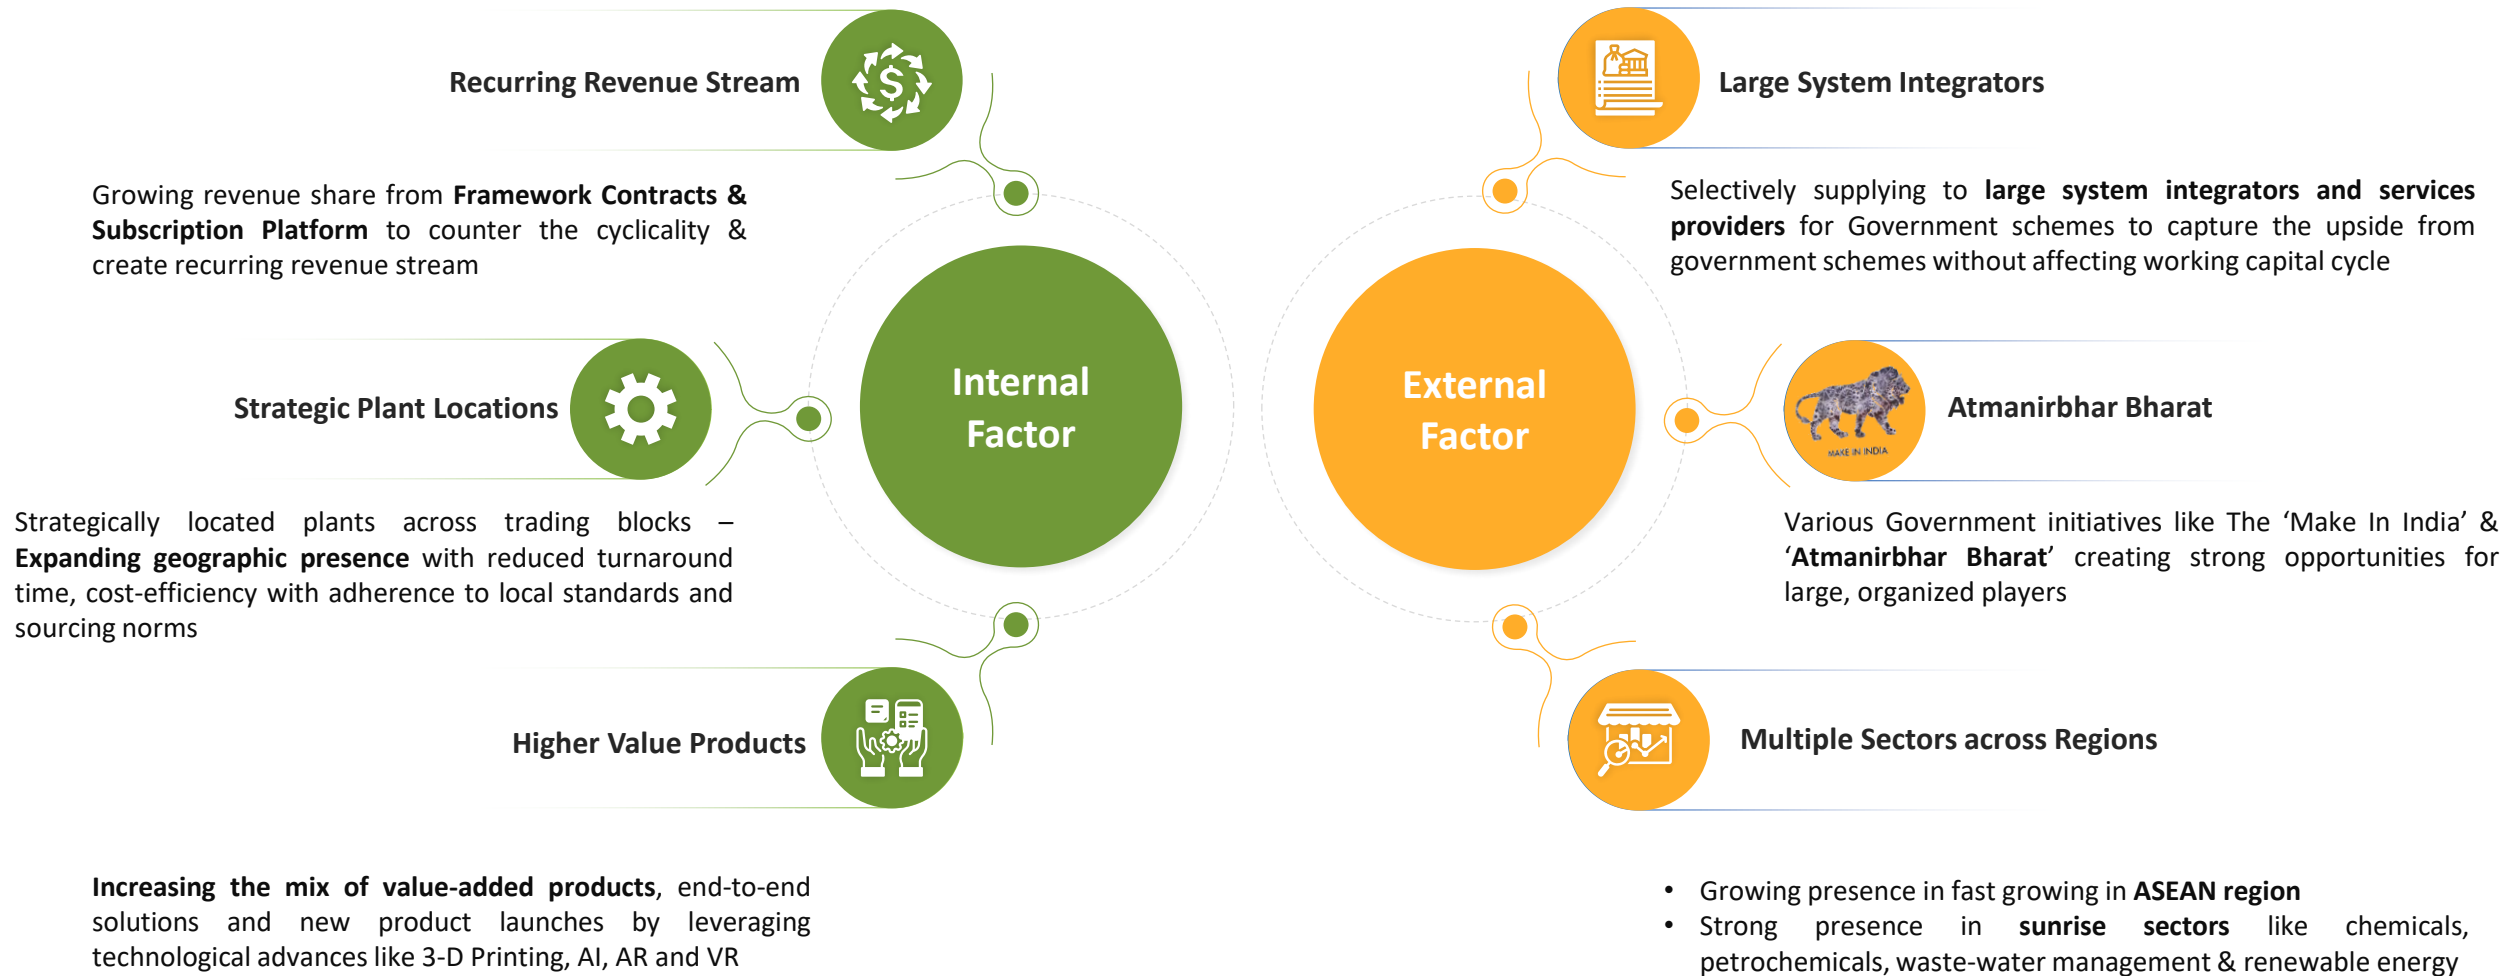 Recurring Revenue Stream
Growing revenue share from Framework Contracts &
Subscription Platform to counter the cyclicality &
create recurring revenue stream
Strategic Plant Locations
Strategically located plants across trading blocks –
Expanding geographic presence with reduced turnaround
time, cost-efficiency with adherence to local standards and
sourcing norms
Higher Value Products
Increasing the mix of value-added products, end-to-end
solutions and new product launches by leveraging
technological advances like 3-D Printing, AI, AR and VR
Internal
Factor
External
Factor
Large System Integrators
Selectively supplying to large system integrators and services
providers for Government schemes to capture the upside from
government schemes without affecting working capital cycle
MAKE IN INDIA
Atmanirbhar Bharat
Various Government initiatives like The ‘Make In India’ &
‘Atmanirbhar Bharat’ creating strong opportunities for
large, organized players
Multiple Sectors across Regions
• Growing presence in fast growing in ASEAN region
• Strong presence in sunrise sectors like chemicals,
petrochemicals, waste-water management & renewable energy